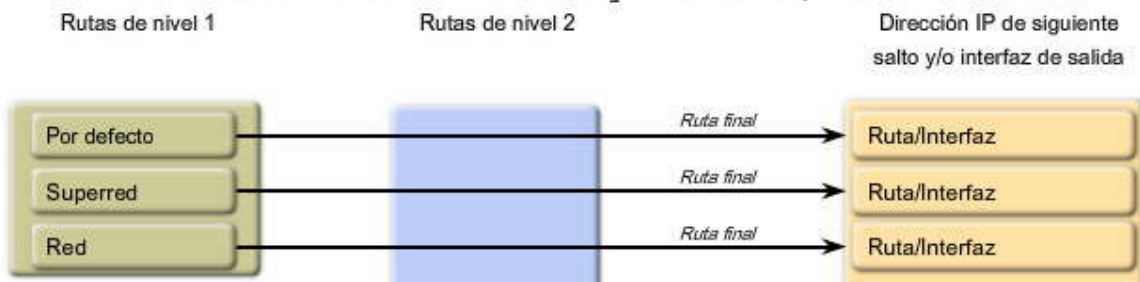 Rutas de nivel 1
Rutas de nivel 2
Dirección IP de siguiente
salto y/o interfaz de salida
Por defecto
Ruta final
Ruta/Interfaz
Superred
Ruta final
Ruta/Interfaz
Red
Ruta final
Ruta/Interfaz